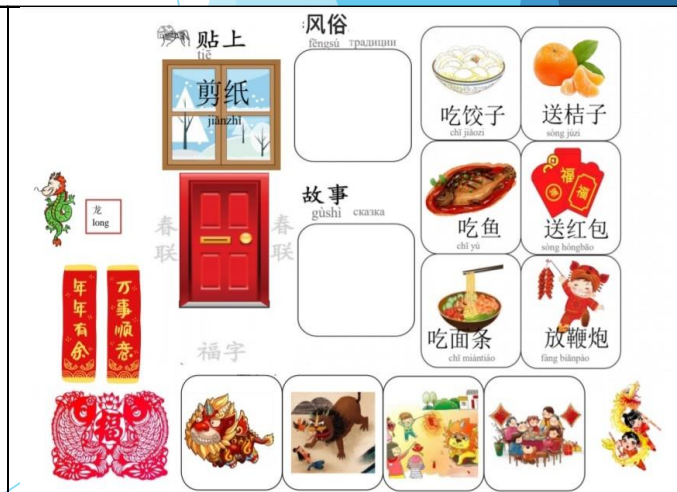 贴上
tiē
剪纸
jiǎnzhǐ
:风俗
fēngsú традиции
吃饺子
chī jiǎozi
送桔子
sòng júzi
龙
long
春联
春联
故事
gùshì сказка
吃鱼
chī yú
福
福
送红包
sòng hóngbāo
年年有余
万事顺意
福字
吃面条
chī miàntiáo
放鞭炮
fàng biānpào
福